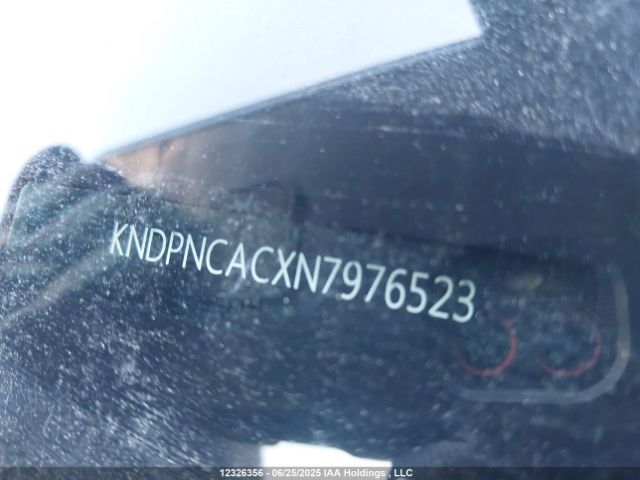 KNDPNCACXN7976523
12326356 - 06/25/2025 IAA Holdings , LLC